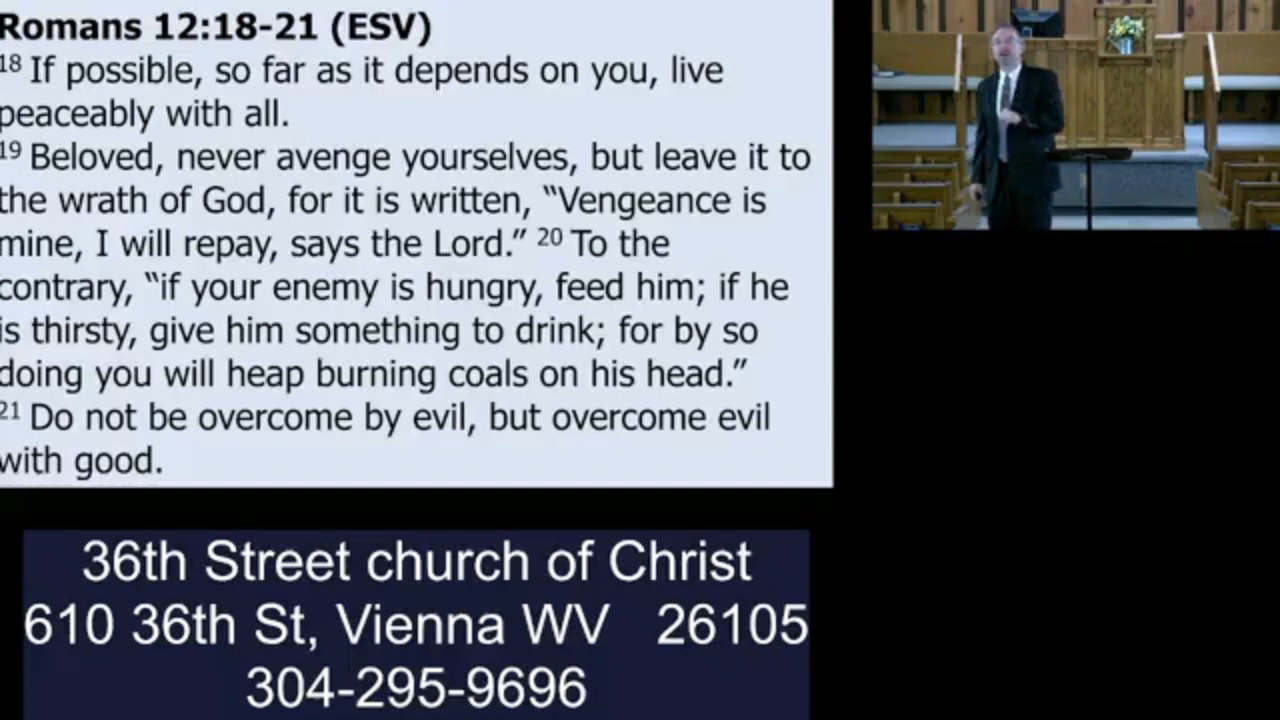 Romans 12:18-21 (ESV)
18 If possible, so far as it depends on you, live
peaceably with all.
19 Beloved, never avenge yourselves, but leave it to
the wrath of God, for it is written, “Vengeance is
mine, I will repay, says the Lord.” 20 To the
contrary, “if your enemy is hungry, feed him; if he
is thirsty, give him something to drink; for by so
doing you will heap burning coals on his head.”
21 Do not be overcome by evil, but overcome evil
with good.
36th Street church of Christ
610 36th St, Vienna WV 26105
304-295-9696